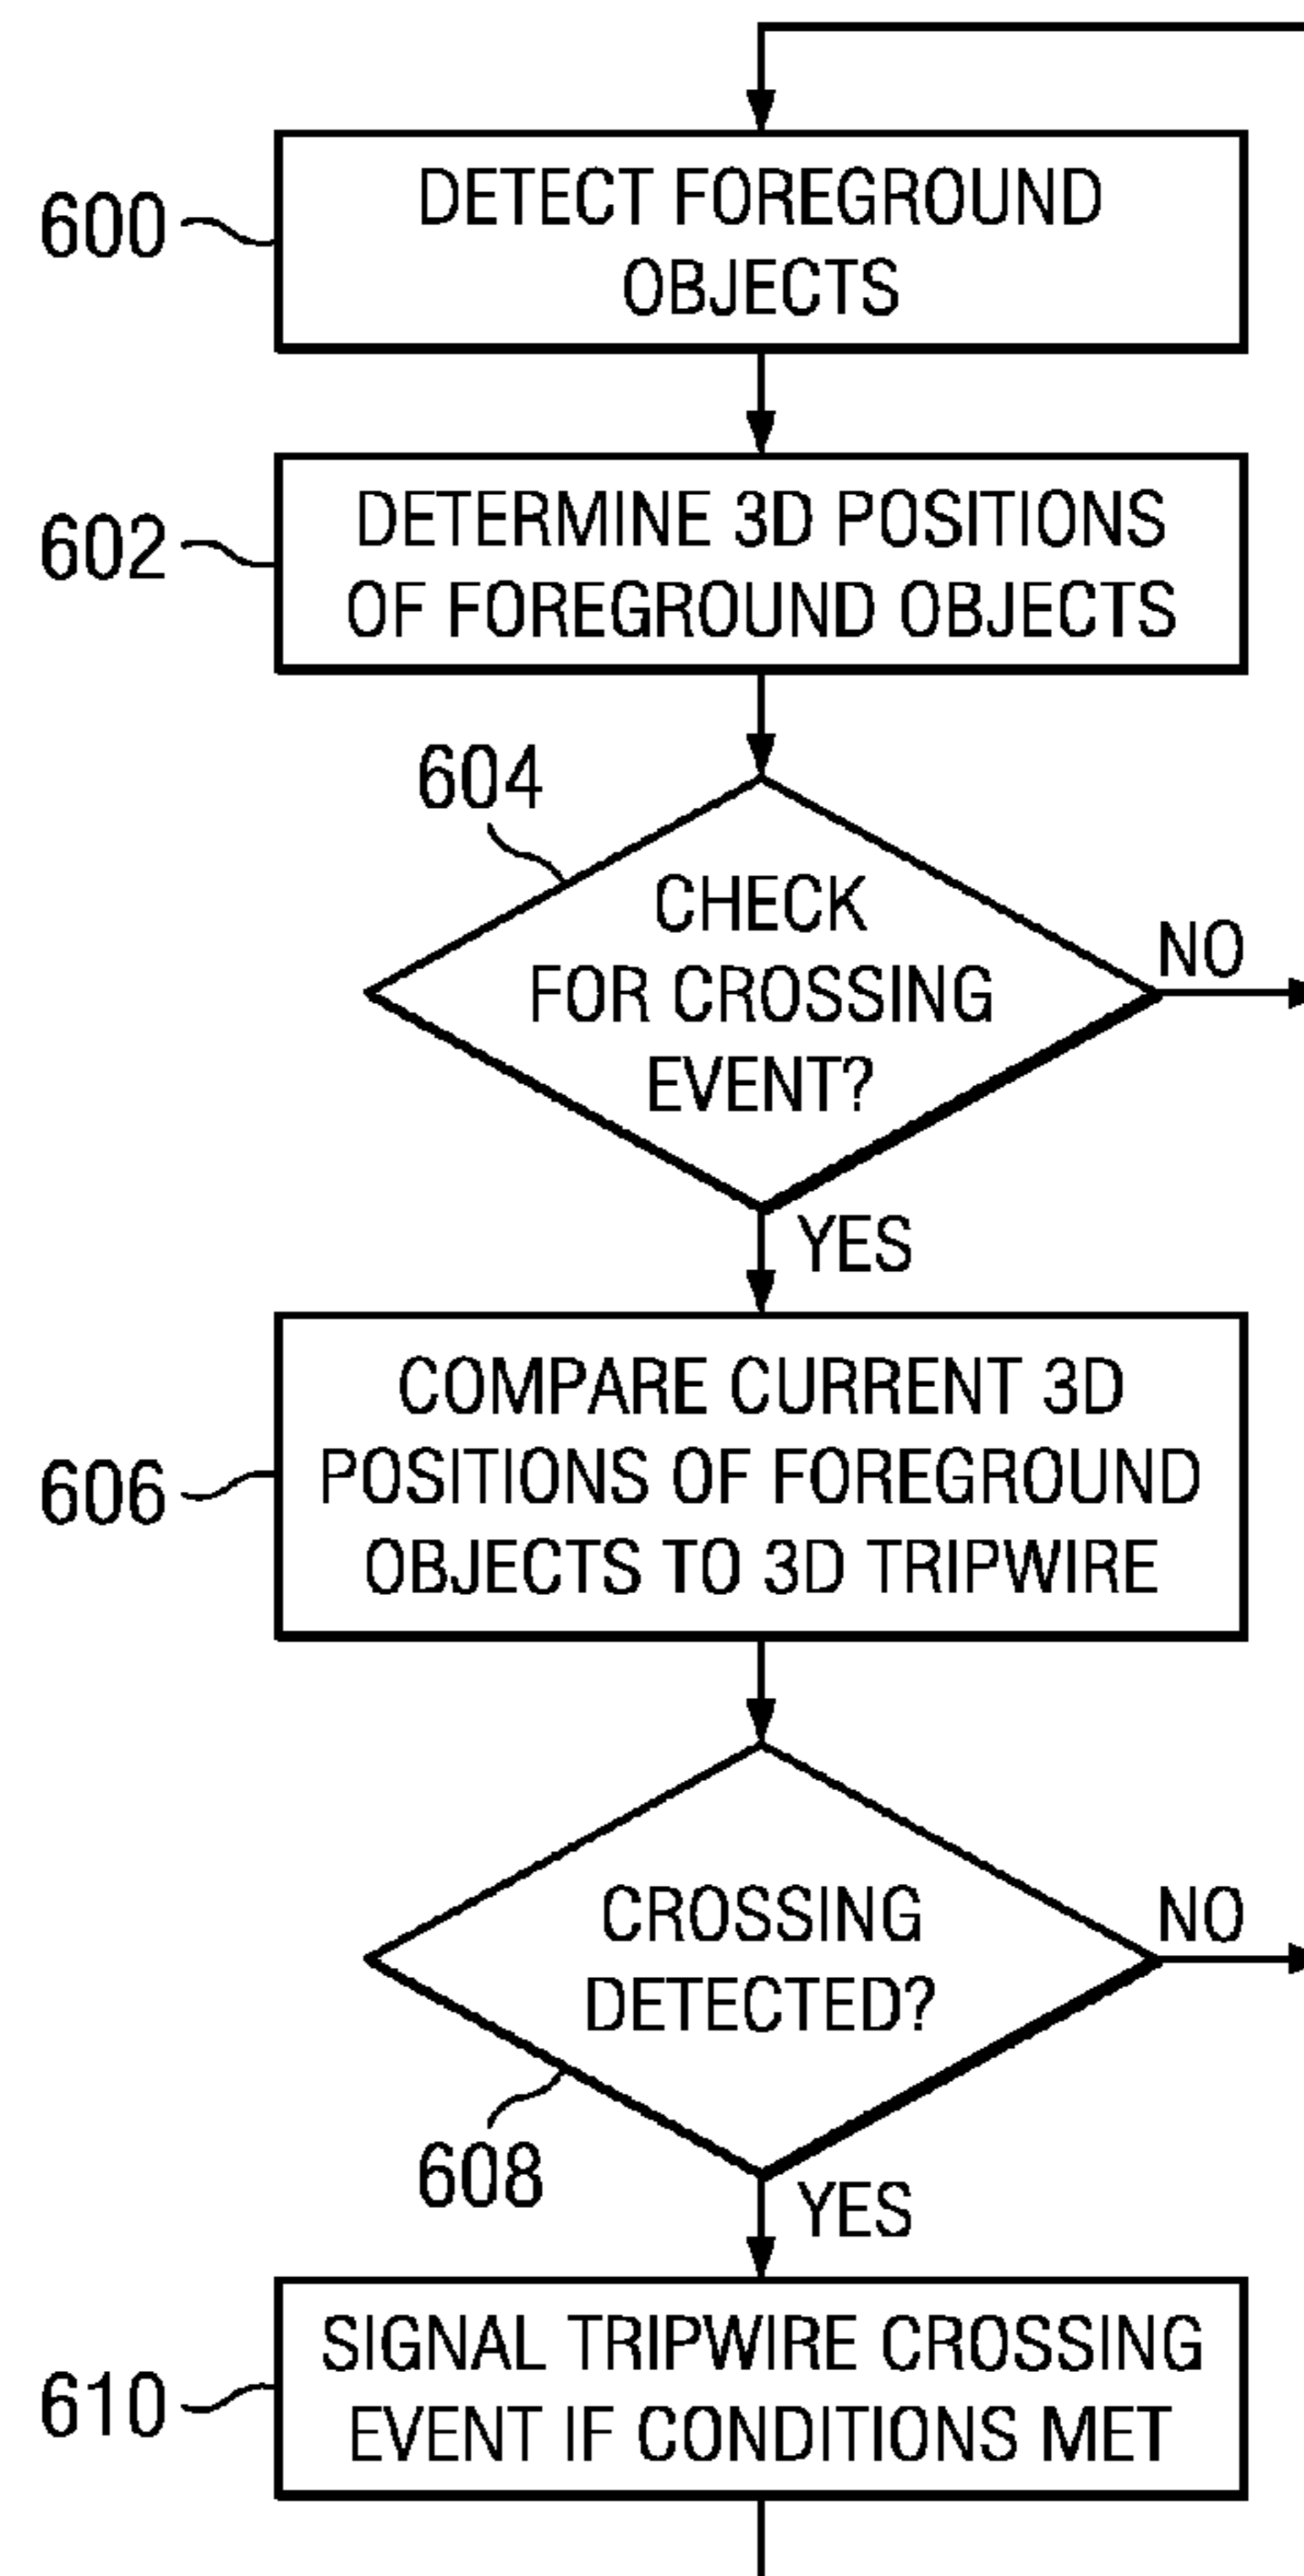 600
DETECT FOREGROUND
OBJECTS
602
DETERMINE 3D POSITIONS
OF FOREGROUND OBJECTS
604
CHECK
FOR CROSSING
EVENT?
NO
YES
606
COMPARE CURRENT 3D
POSITIONS OF FOREGROUND
OBJECTS TO 3D TRIPWIRE
CROSSING
DETECTED?
NO
608
YES
610
SIGNAL TRIPWIRE CROSSING
EVENT IF CONDITIONS MET